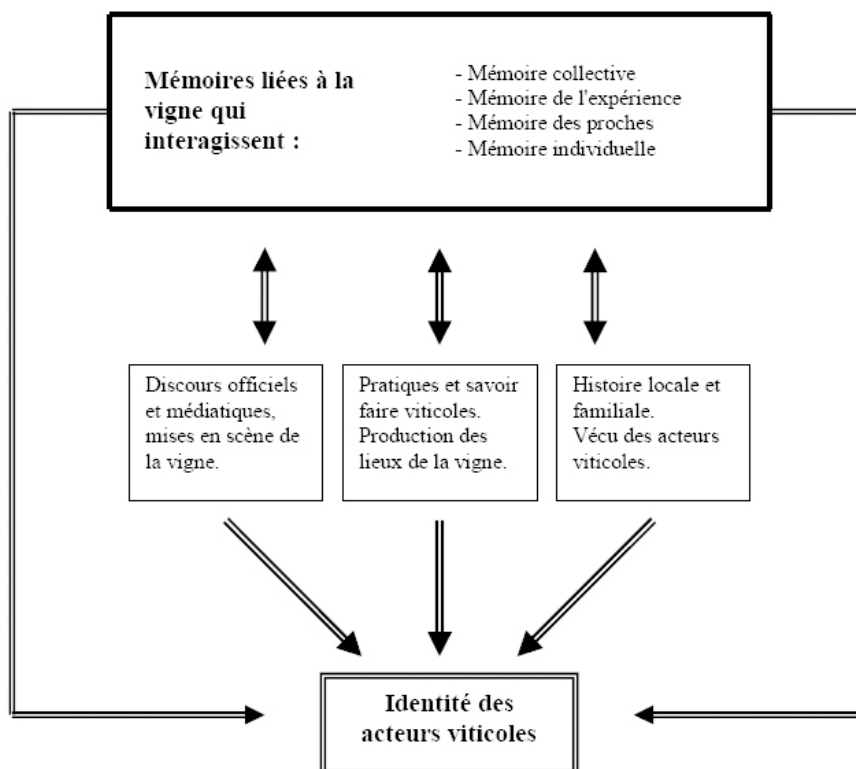 Mémoires liées à la
vigne qui
interagissent :
- Mémoire collective
- Mémoire de l'expérience
- Mémoire des proches
- Mémoire individuelle
Discours officiels
et médiatiques,
mises en scène de
la vigne.
Pratiques et savoir
faire viticoles.
Production des
lieux de la vigne.
Histoire locale et
familiale.
Vécu des acteurs
viticoles.
Identité des
acteurs viticoles